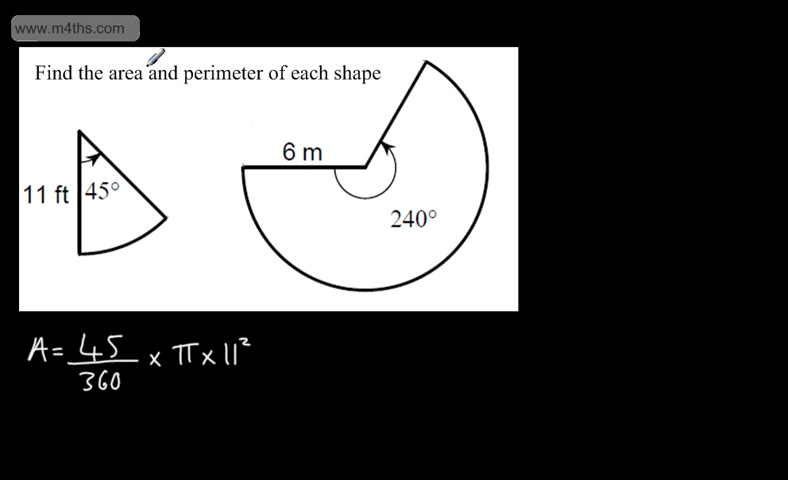 www.m4ths.com
Find the area and perimeter of each shape
6 m
11 ft
45°
240°
A = 45/360 × π × 11²